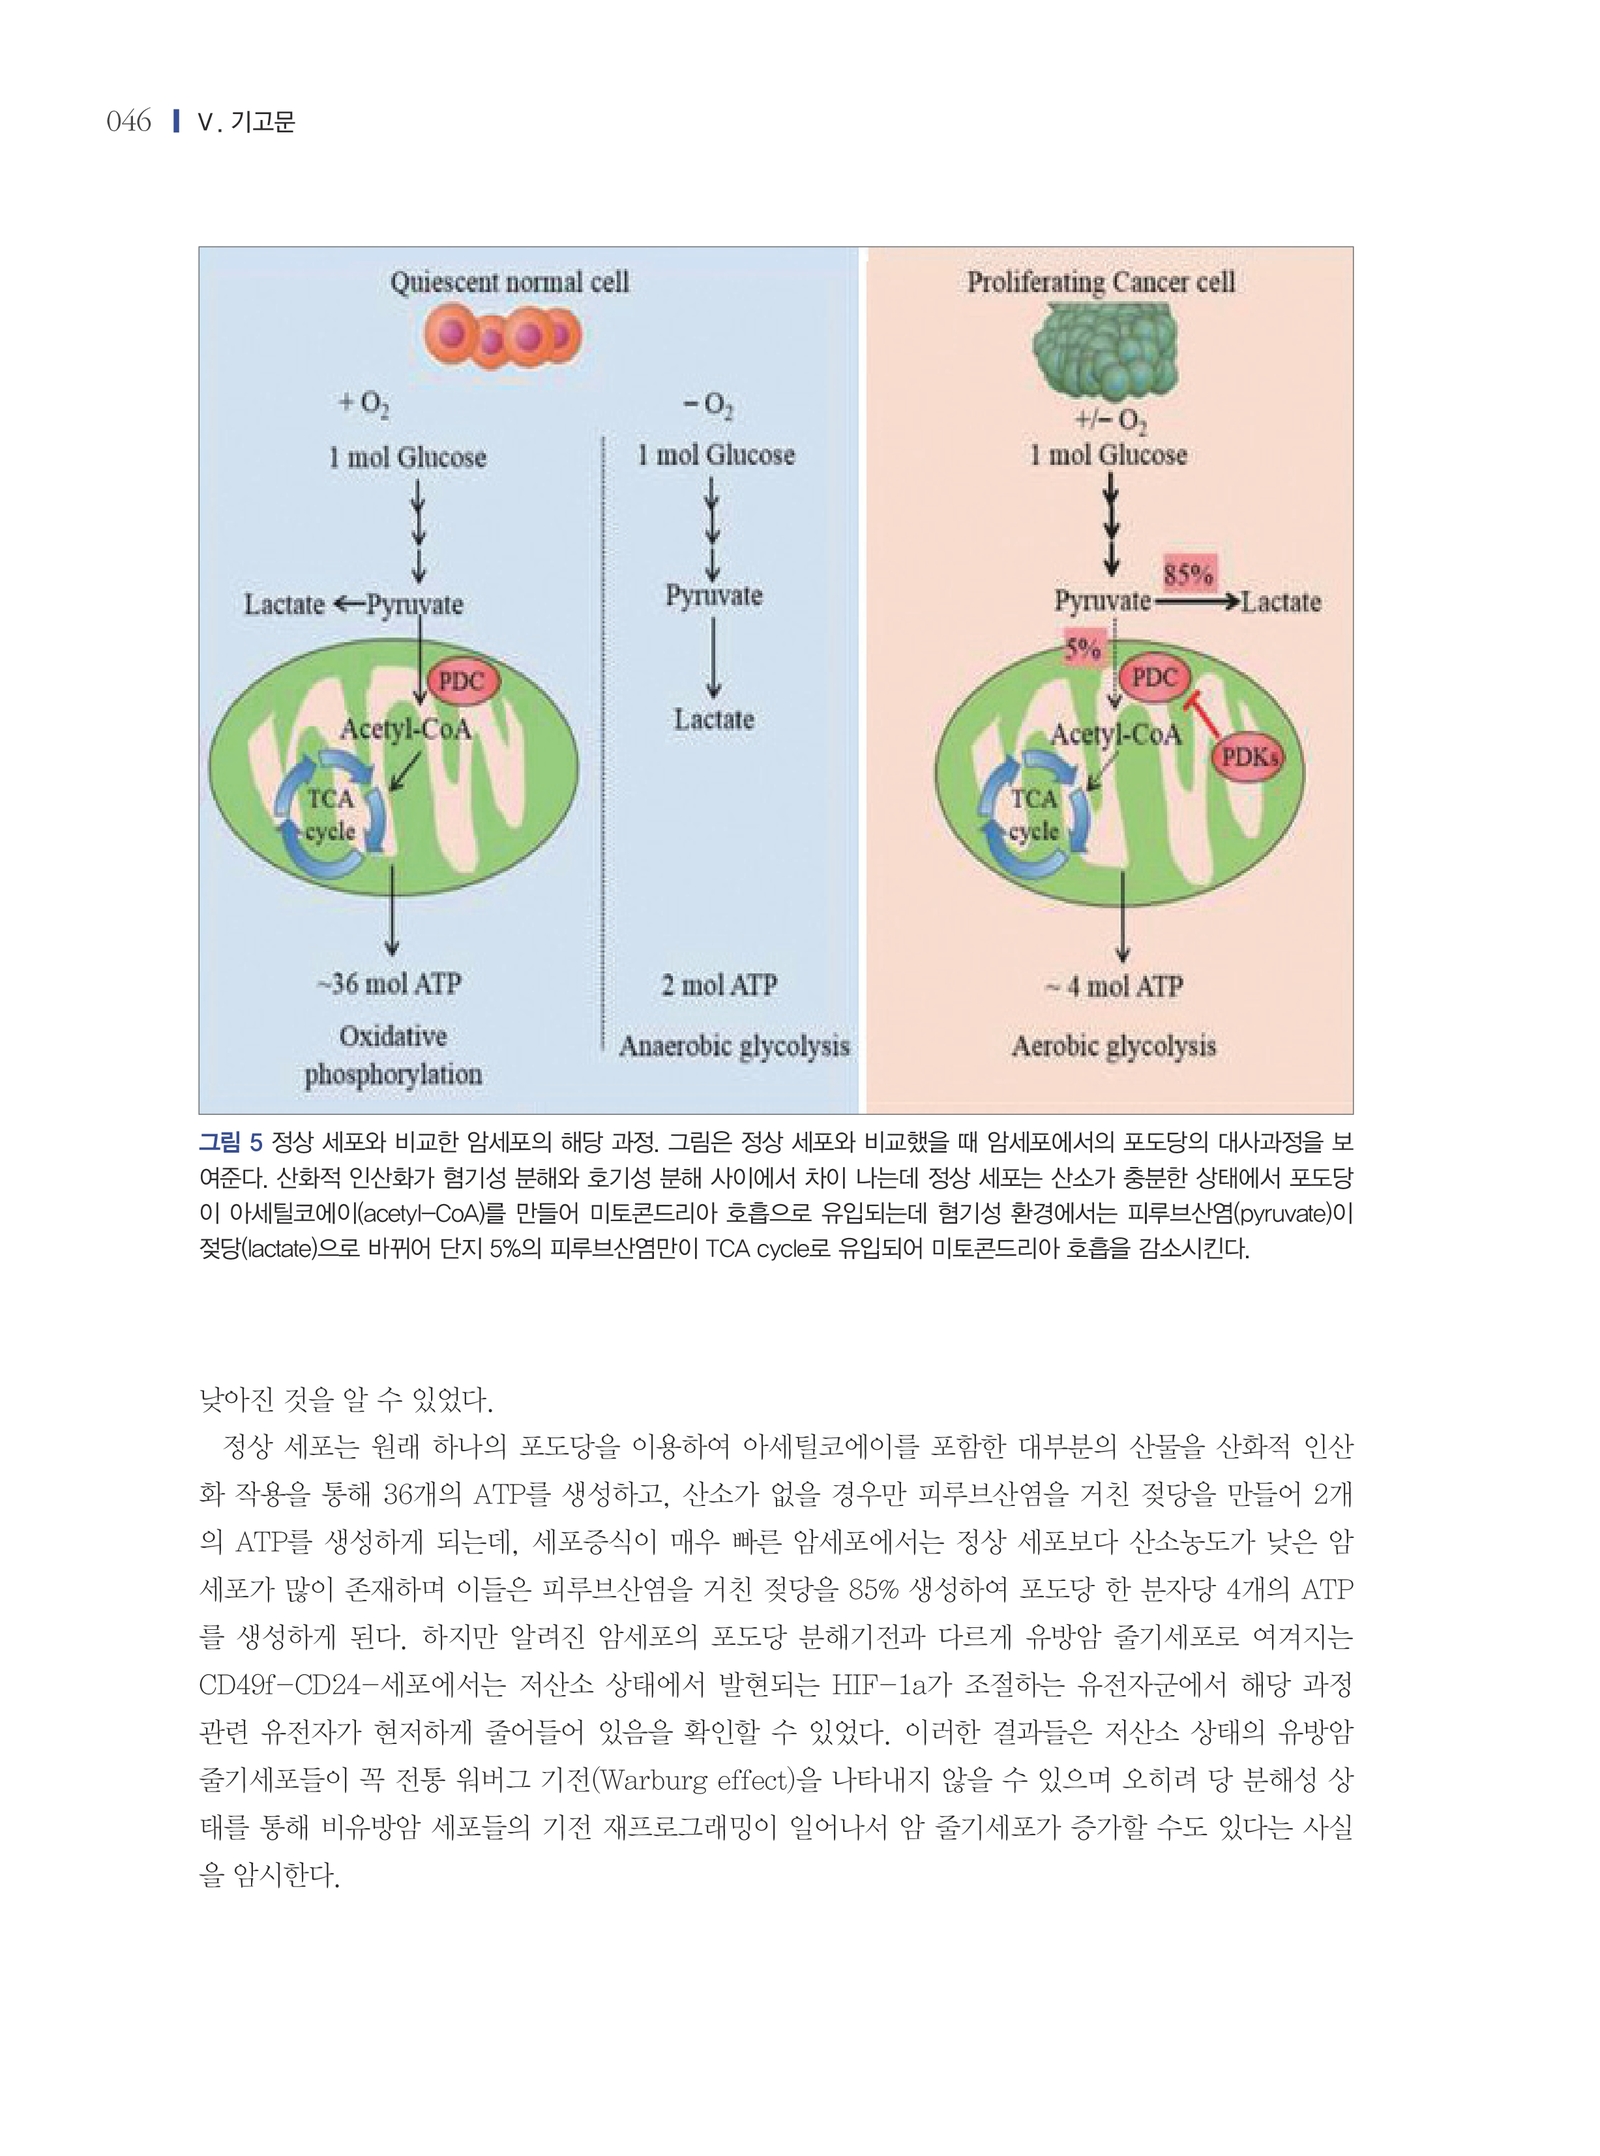 046 V. 기고문
Quiescent normal cell
+ O₂
1 mol Glucose
Lactate ← Pyruvate
PDC
Acetyl-CoA
TCA
cycle
~36 mol ATP
Oxidative
phosphorylation
− O₂
1 mol Glucose
Pyruvate
Lactate
2 mol ATP
Anaerobic glycolysis
Proliferating Cancer cell
+/− O₂
1 mol Glucose
85%
Pyruvate → Lactate
5%
PDC
Acetyl-CoA
PDKs
TCA
cycle
~ 4 mol ATP
Aerobic glycolysis
그림 5 정상 세포와 비교한 암세포의 해당 과정. 그림은 정상 세포와 비교했을 때 암세포에서의 포도당의 대사과정을 보
여준다. 산화적 인산화가 혐기성 분해와 호기성 분해 사이에서 차이 나는데 정상 세포는 산소가 충분한 상태에서 포도당
이 아세틸코에이(acetyl-CoA)를 만들어 미토콘드리아 호흡으로 유입되는데 혐기성 환경에서는 피루브산염(pyruvate)이
젖당(lactate)으로 바뀌어 단지 5%의 피루브산염만이 TCA cycle로 유입되어 미토콘드리아 호흡을 감소시킨다.
낮아진 것을 알 수 있었다.
정상 세포는 원래 하나의 포도당을 이용하여 아세틸코에이를 포함한 대부분의 산물을 산화적 인산
화 작용을 통해 36개의 ATP를 생성하고, 산소가 없을 경우만 피루브산염을 거친 젖당을 만들어 2개
의 ATP를 생성하게 되는데, 세포증식이 매우 빠른 암세포에서는 정상 세포보다 산소농도가 낮은 암
세포가 많이 존재하며 이들은 피루브산염을 거친 젖당을 85% 생성하여 포도당 한 분자당 4개의 ATP
를 생성하게 된다. 하지만 알려진 암세포의 포도당 분해기전과 다르게 유방암 줄기세포로 여겨지는
CD49f-CD24-세포에서는 저산소 상태에서 발현되는 HIF-1a가 조절하는 유전자군에서 해당 과정
관련 유전자가 현저하게 줄어들어 있음을 확인할 수 있었다. 이러한 결과들은 저산소 상태의 유방암
줄기세포들이 꼭 전통 워버그 기전(Warburg effect)을 나타내지 않을 수 있으며 오히려 당 분해성 상
태를 통해 비유방암 세포들의 기전 재프로그래밍이 일어나서 암 줄기세포가 증가할 수도 있다는 사실
을 암시한다.